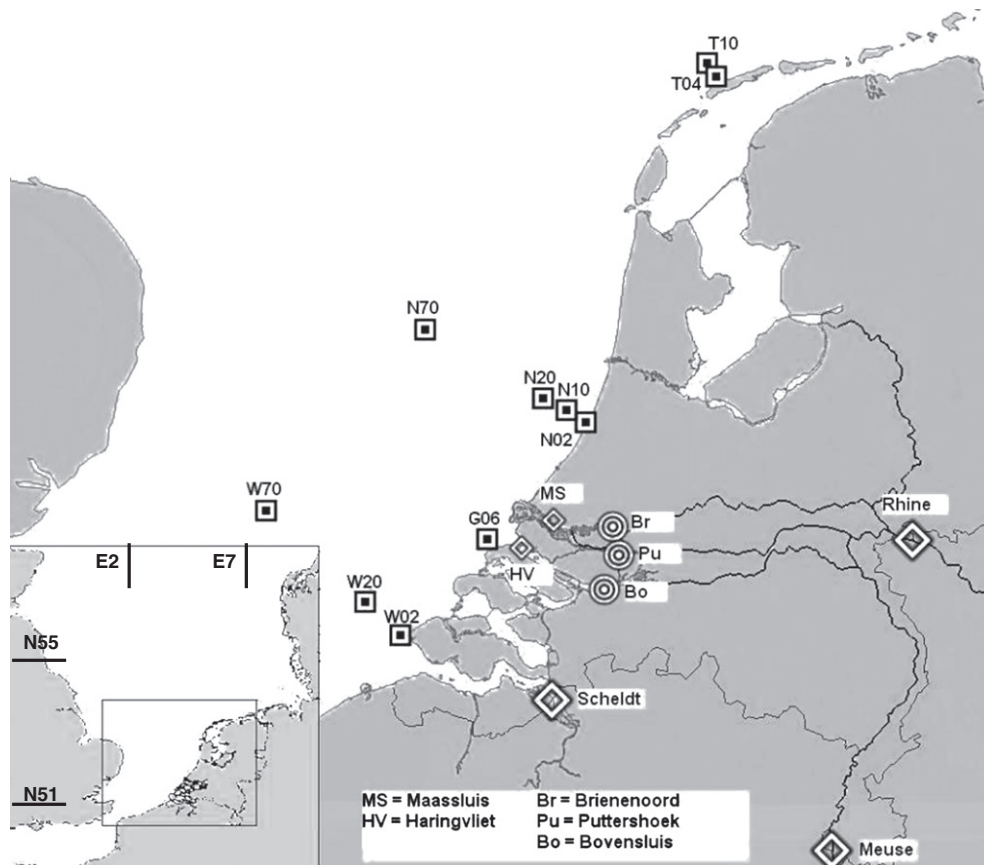 T10
T04
N70
N20
N10
N02
W70
MS
G06
Br
Rhine
Pu
HV
Bo
W20
W02
Scheldt
E2
E7
N55
N51
MS = Maassluis
HV = Haringvliet
Br = Brienenoord
Pu = Puttershoek
Bo = Bovensluis
Meuse